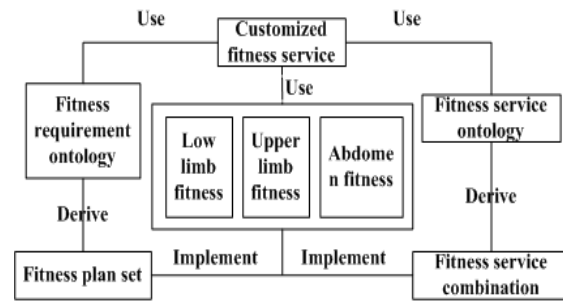 Use
Customized
fitness service
Use
Use
Fitness
requirement
ontology
Low
limb
fitness
Upper
limb
fitness
Abdome
n fitness
Fitness service
ontology
Derive
Derive
Implement
Implement
Fitness plan set
Fitness service
combination